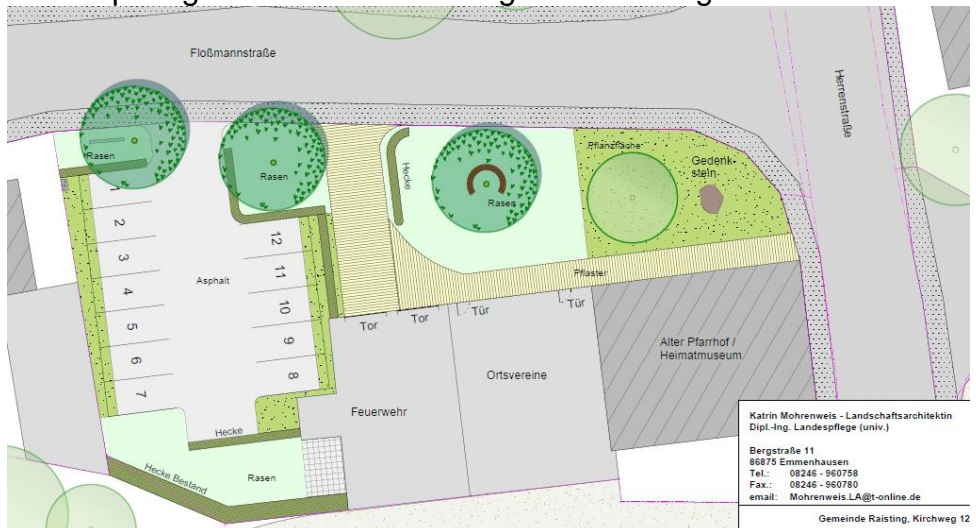 Floßmannstraße
Herrenstraße
Rasen
Rasen
Hecke
Rasen
Pflanzfläche
Gedenk-
stein
1
2
3
4
5
6
7
Asphalt
12
11
10
9
8
Pflaster
Tor
Tor
Tür
Tür
Feuerwehr
Ortsvereine
Alter Pfarrhof /
Heimatmuseum
Hecke
Hecke Bestand
Rasen
Katrin Mohrenweis - Landschaftsarchitektin
Dipl.-Ing. Landespflege (univ.)
Bergstraße 11
86875 Emmenhausen
Tel.: 08246 - 960758
Fax.: 08246 - 960780
email: Mohrenweis.LA@t-online.de
Gemeinde Raisting, Kirchweg 12